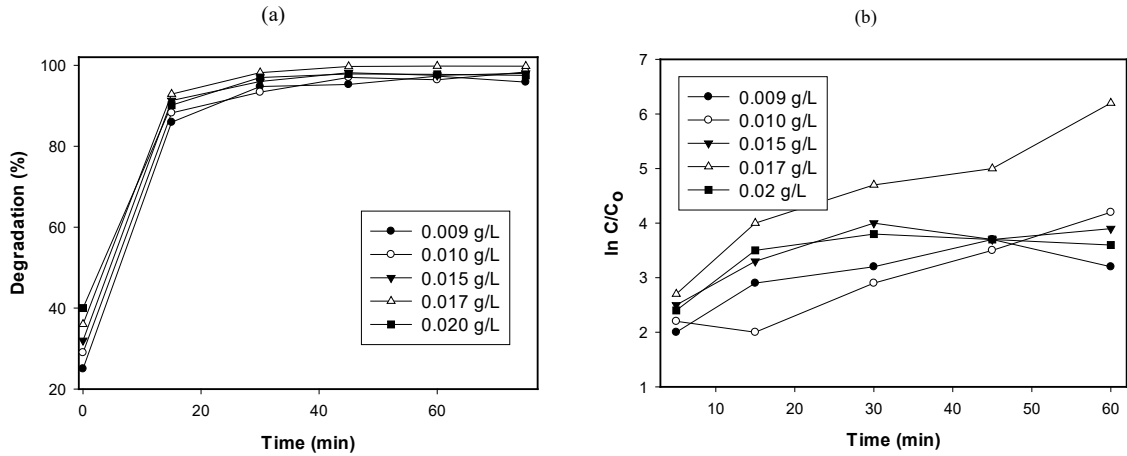 (a)
100
80
60
40
20
Degradation (%)
0.009 g/L
0.010 g/L
0.015 g/L
0.017 g/L
0.020 g/L
0 20 40 60
Time (min)
(b)
7
6
5
4
3
2
1
ln C/Co
0.009 g/L
0.010 g/L
0.015 g/L
0.017 g/L
0.02 g/L
10 20 30 40 50 60
Time (min)